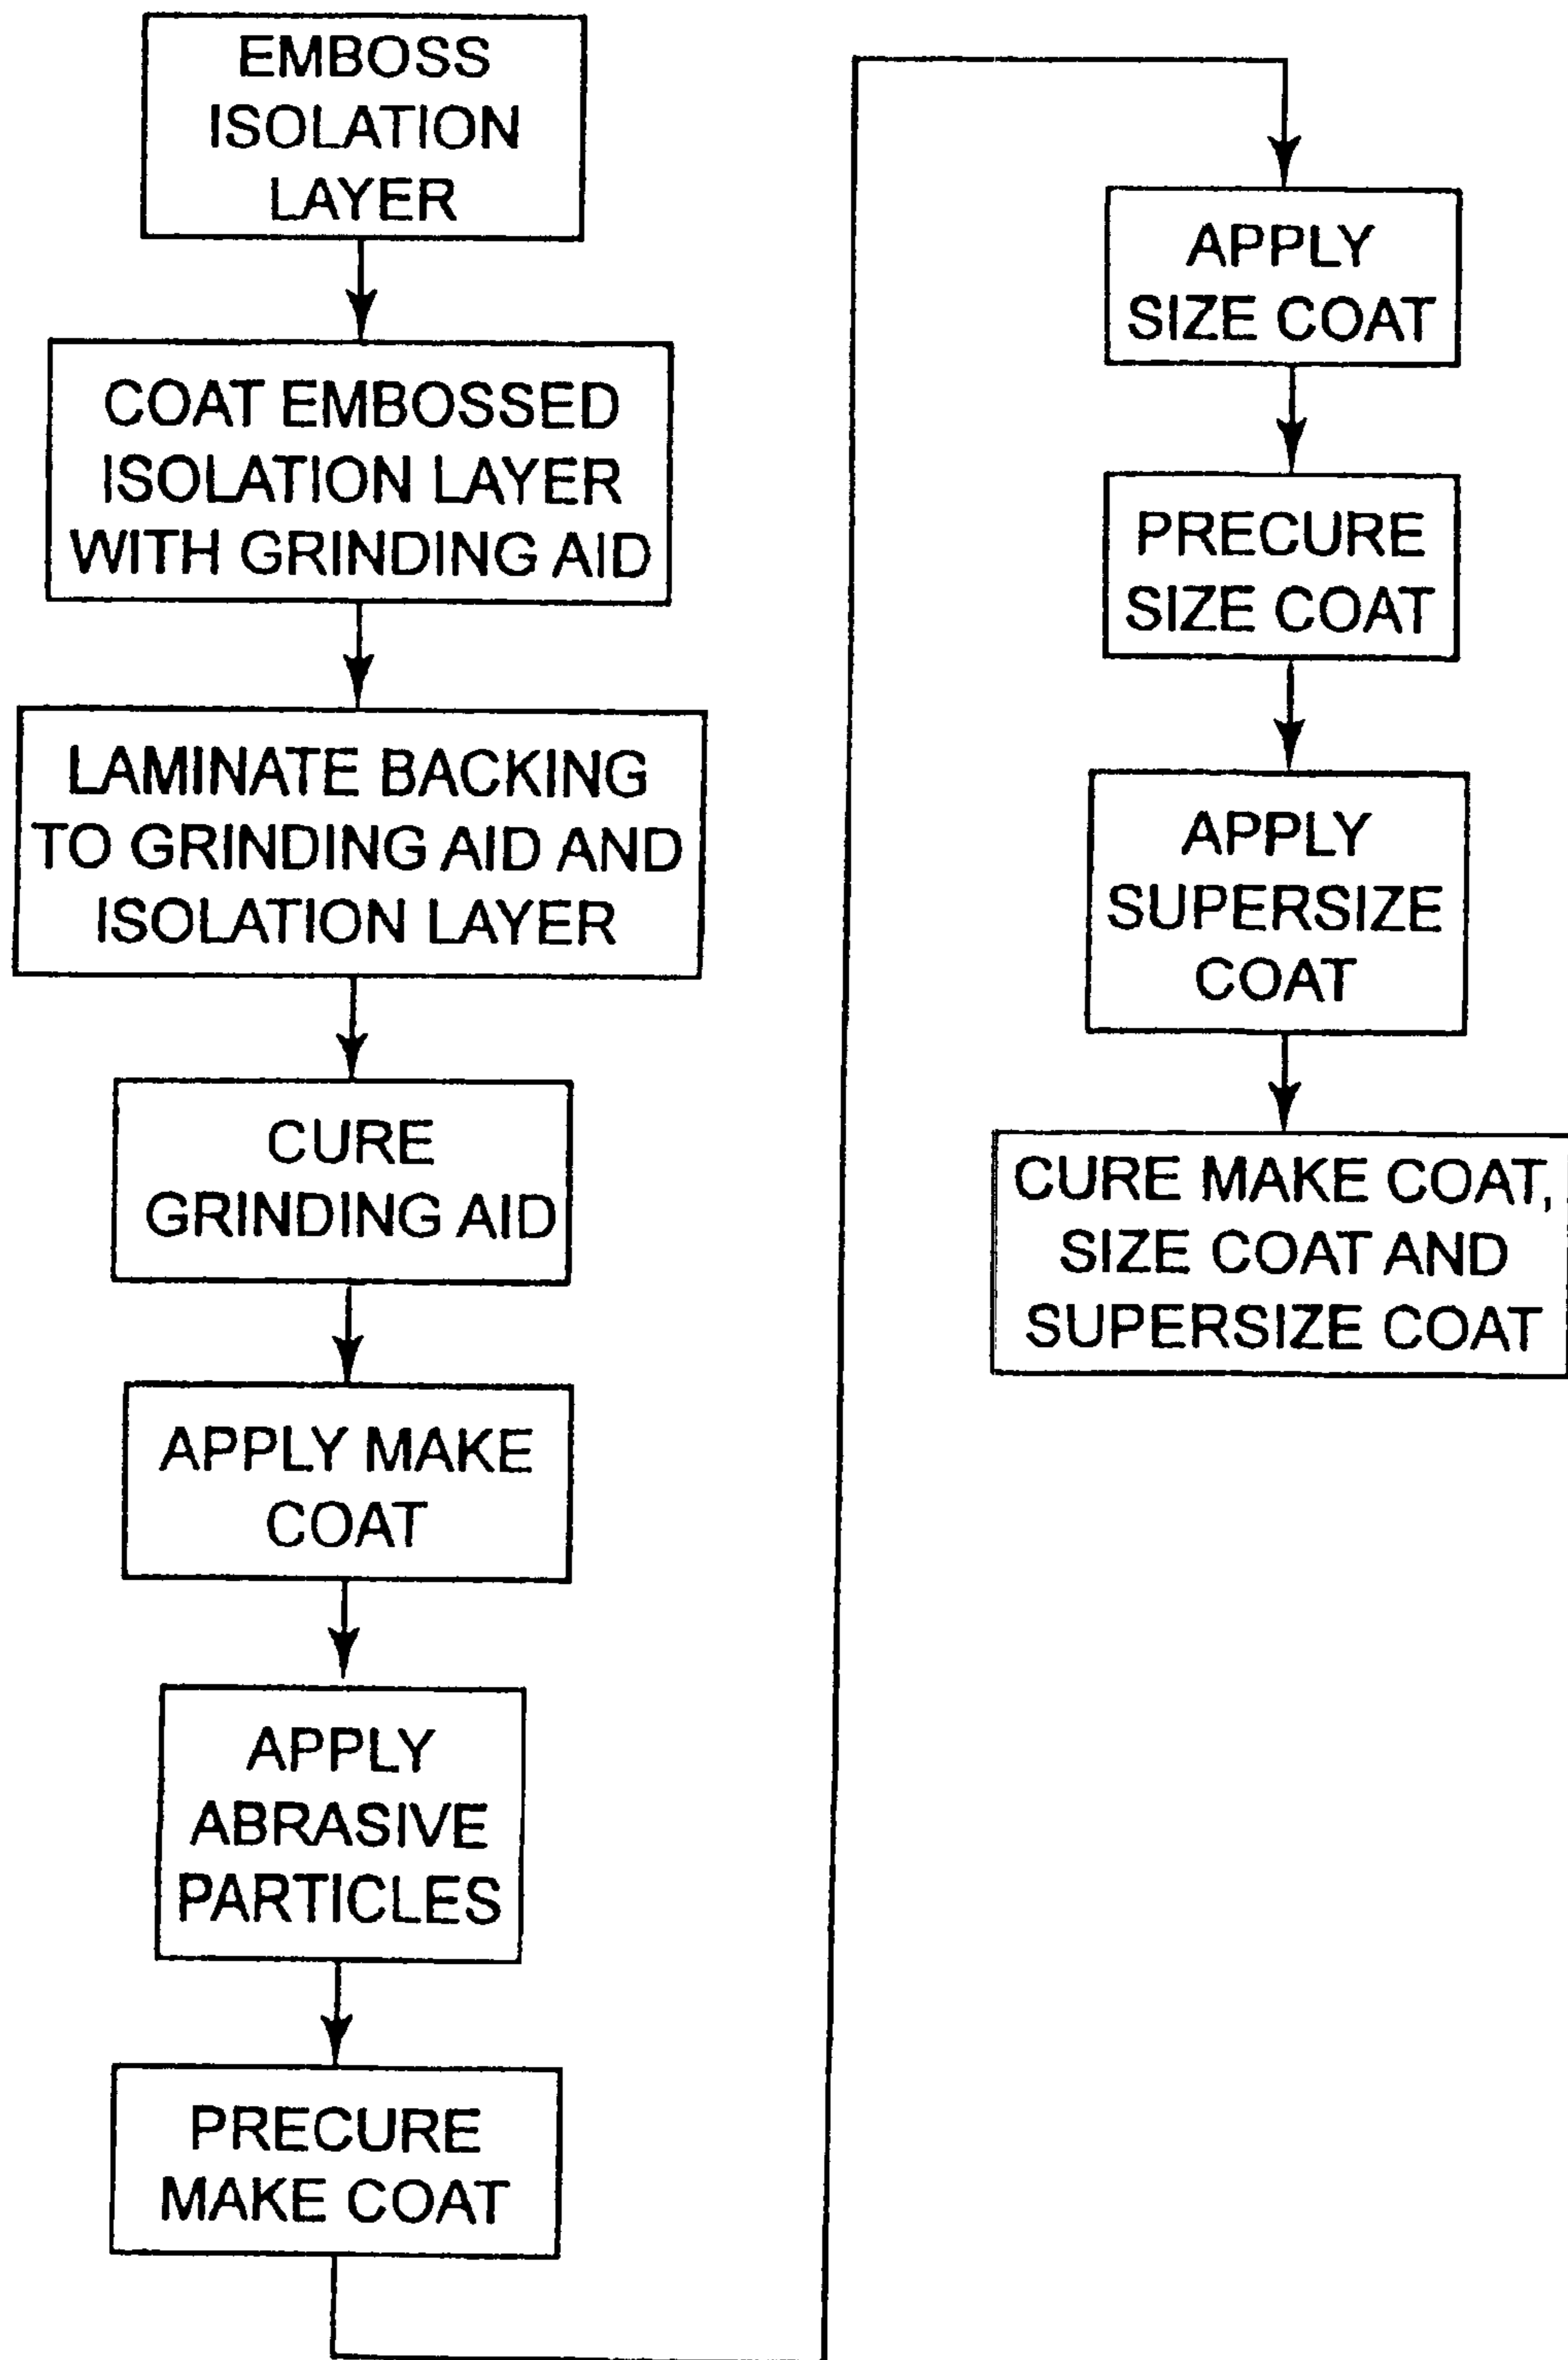 EMBOSS
ISOLATION
LAYER
COAT EMBOSSED
ISOLATION LAYER
WITH GRINDING AID
LAMINATE BACKING
TO GRINDING AID AND
ISOLATION LAYER
CURE
GRINDING AID
APPLY MAKE
COAT
APPLY
ABRASIVE
PARTICLES
PRECURE
MAKE COAT
APPLY
SIZE COAT
PRECURE
SIZE COAT
APPLY
SUPERSIZE
COAT
CURE MAKE COAT,
SIZE COAT AND
SUPERSIZE COAT